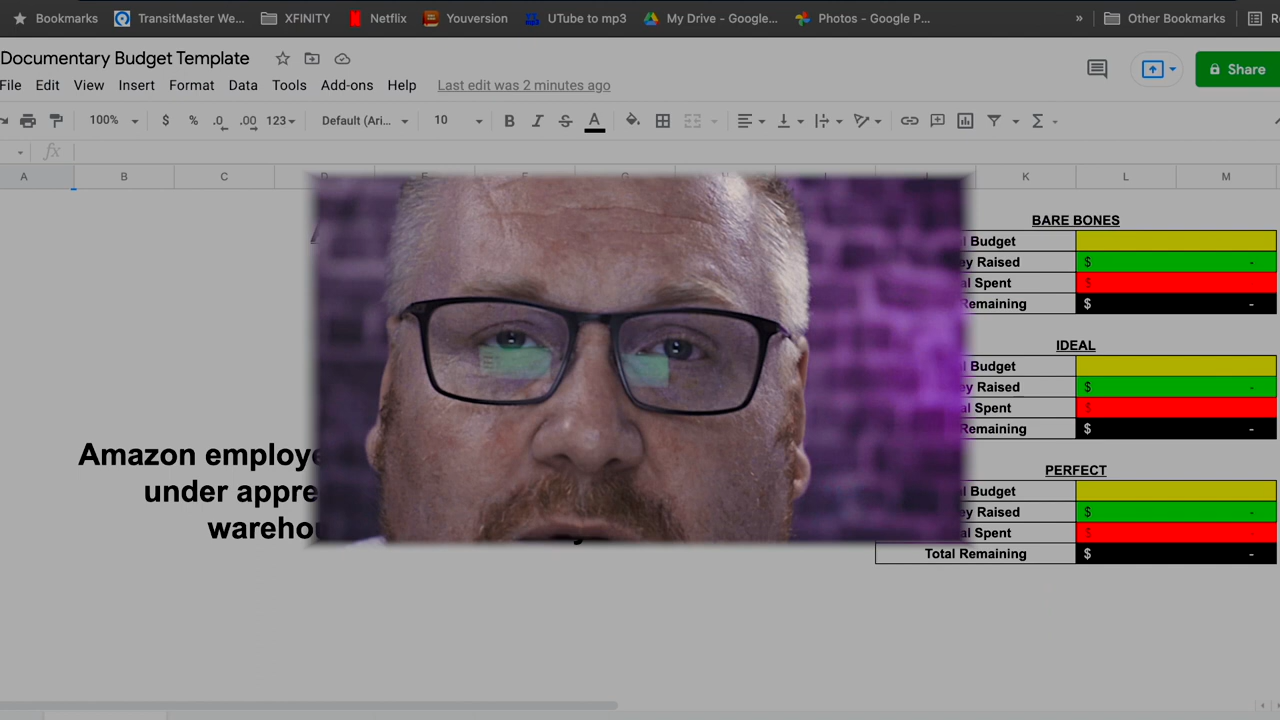 Bookmarks TransitMaster We... XFINITY Netflix Youversion UTube to mp3 My Drive - Google... Photos - Google P... » Other Bookmarks
Documentary Budget Template
Share
File Edit View Insert Format Data Tools Add-ons Help Last edit was 2 minutes ago
100% $ % .0 .00 123 Default (Ari... 10 B I S A Σ
fx
A B C D E F G H K L M
BARE BONES
Budget
Raised $ -
Spent $
Remaining $ -
IDEAL
Budget
Raised $ -
Spent $
Remaining $ -
Amazon employe
under appre
warehou
PERFECT
Budget
Raised $ -
Spent $
Total Remaining $ -